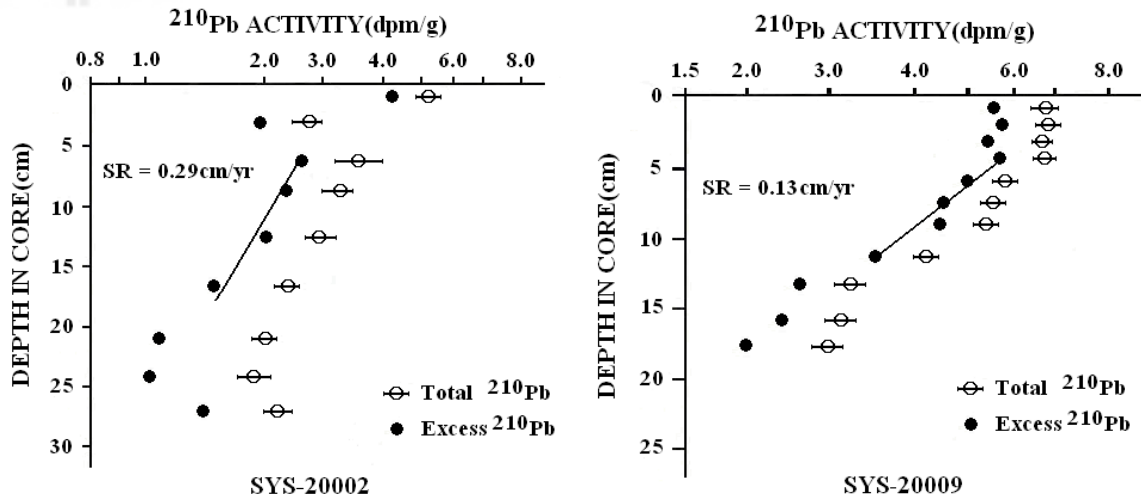 210Pb ACTIVITY(dpm/g)
0.8 1.0 2.0 3.0 4.0 6.0 8.0
0
5
10
15
20
25
30
DEPTH IN CORE(cm)
SR = 0.29cm/yr
Total 210Pb
Excess 210Pb
SYS-20002
210Pb ACTIVITY(dpm/g)
1.5 2.0 3.0 4.0 6.0 8.0
0
5
10
15
20
25
DEPTH IN CORE(cm)
SR = 0.13cm/yr
Total 210Pb
Excess 210Pb
SYS-20009